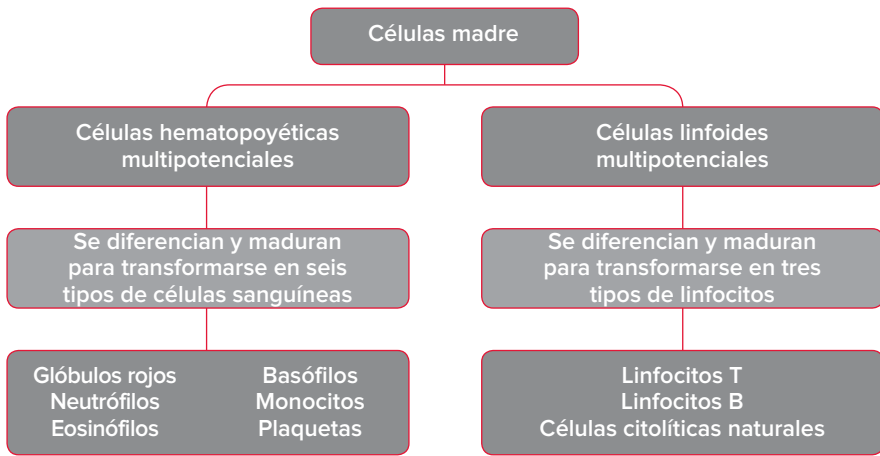 Células madre
Células hematopoyéticas
multipotenciales
Células linfoides
multipotenciales
Se diferencian y maduran
para transformarse en seis
tipos de células sanguíneas
Se diferencian y maduran
para transformarse en tres
tipos de linfocitos
Glóbulos rojos
Neutrófilos
Eosinófilos
Basófilos
Monocitos
Plaquetas
Linfocitos T
Linfocitos B
Células citolíticas naturales